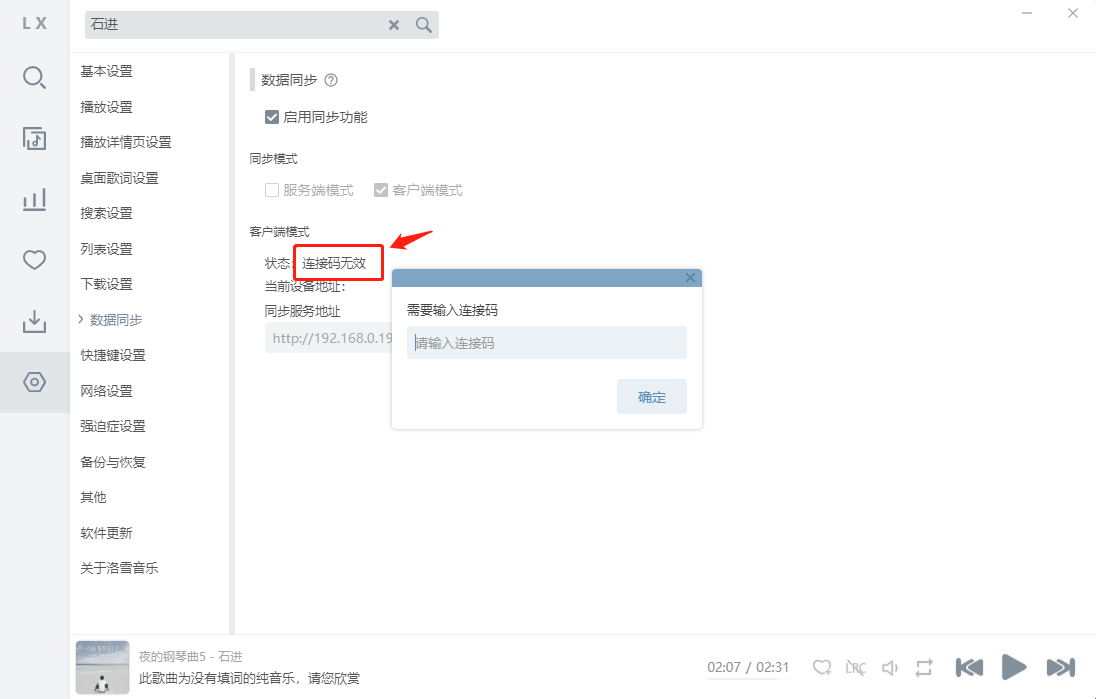 LX
石进
基本设置
播放设置
播放详情页设置
桌面歌词设置
搜索设置
列表设置
下载设置
数据同步
快捷键设置
网络设置
强迫症设置
备份与恢复
其他
软件更新
关于洛雪音乐
数据同步
启用同步功能
同步模式
服务端模式 客户端模式
客户端模式
状态: 连接码无效
当前设备地址:
同步服务地址
http://192.168.0.19
需要输入连接码
请输入连接码
确定
夜的钢琴曲5 - 石进
此歌曲为没有填词的纯音乐，请您欣赏
02:07 / 02:31